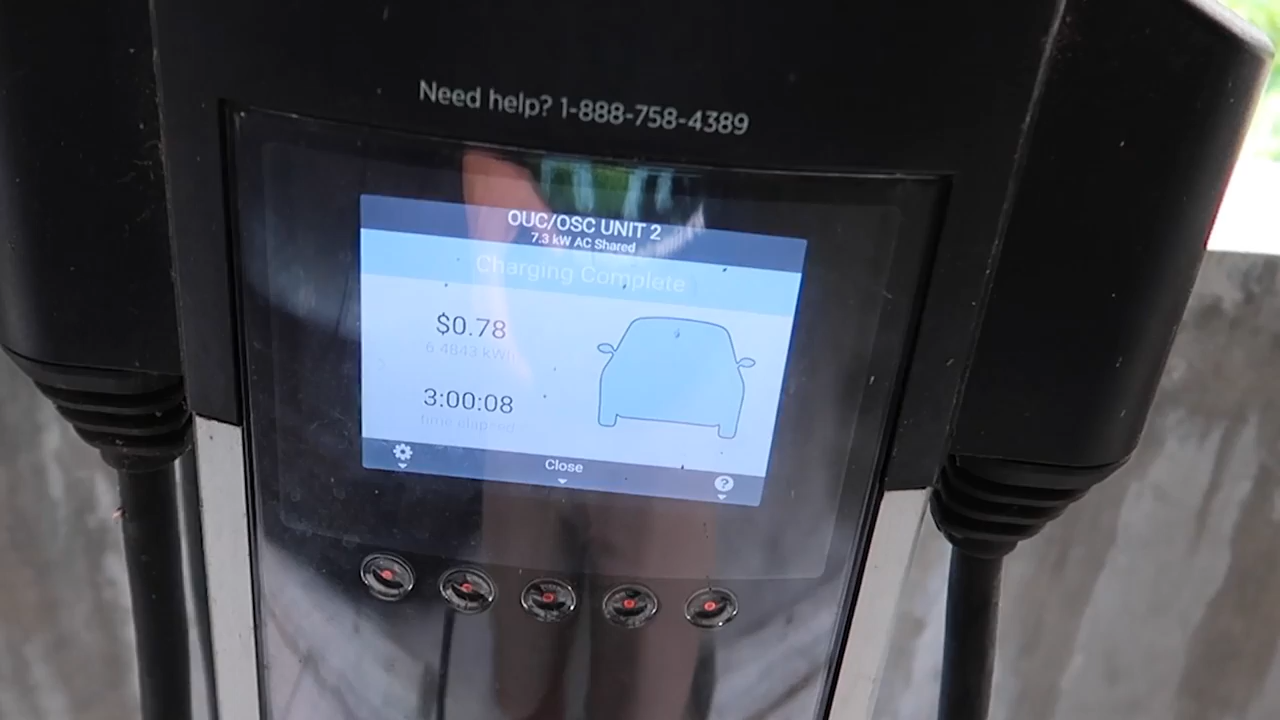 Need help? 1-888-758-4389
OUC/OSC UNIT 2
7.3 kW AC Shared
Charging Complete
$0.78
6.4843 kWh
3:00:08
time elapsed
Close
?